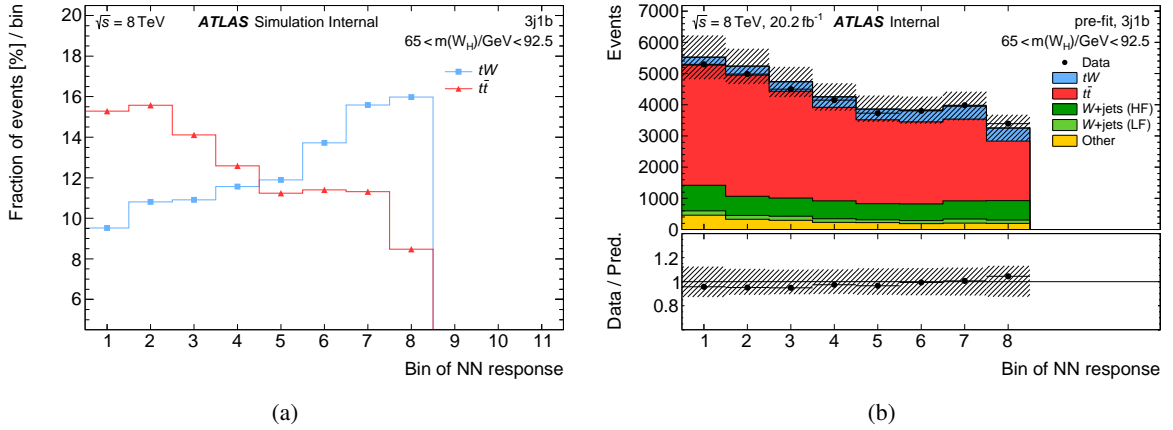 √s = 8 TeV ATLAS Simulation Internal 3j1b
65 < m(W_H)/GeV < 92.5
tW
tt̄
Fraction of events [%] / bin
20
18
16
14
12
10
8
6
1 2 3 4 5 6 7 8 9 10 11
Bin of NN response
(a)
√s = 8 TeV, 20.2 fb⁻¹ ATLAS Internal pre-fit, 3j1b
65 < m(W_H)/GeV < 92.5
Data
tW
tt̄
W+jets (HF)
W+jets (LF)
Other
Events
7000
6000
5000
4000
3000
2000
1000
0
Data / Pred.
1.2
1
0.8
1 2 3 4 5 6 7 8
Bin of NN response
(b)